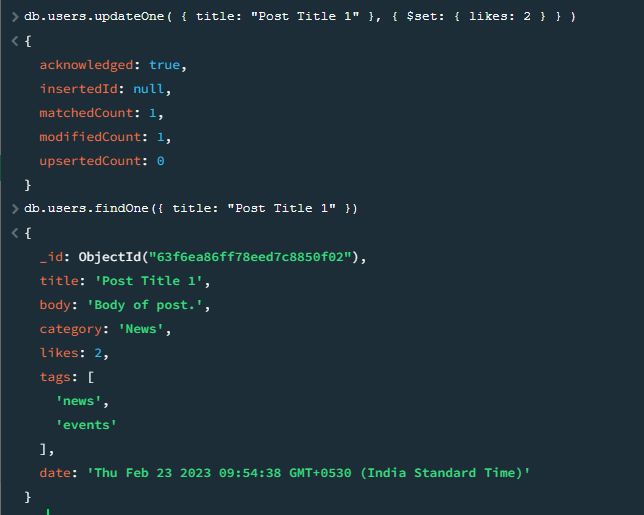 db.users.updateOne( { title: "Post Title 1" }, { $set: { likes: 2 } } )
{
acknowledged: true,
insertedId: null,
matchedCount: 1,
modifiedCount: 1,
upsertedCount: 0
}
db.users.findOne({ title: "Post Title 1" })
{
_id: ObjectId("63f6ea86ff78eed7c8850f02"),
title: 'Post Title 1',
body: 'Body of post.',
category: 'News',
likes: 2,
tags: [
'news',
'events'
],
date: 'Thu Feb 23 2023 09:54:38 GMT+0530 (India Standard Time)'
}